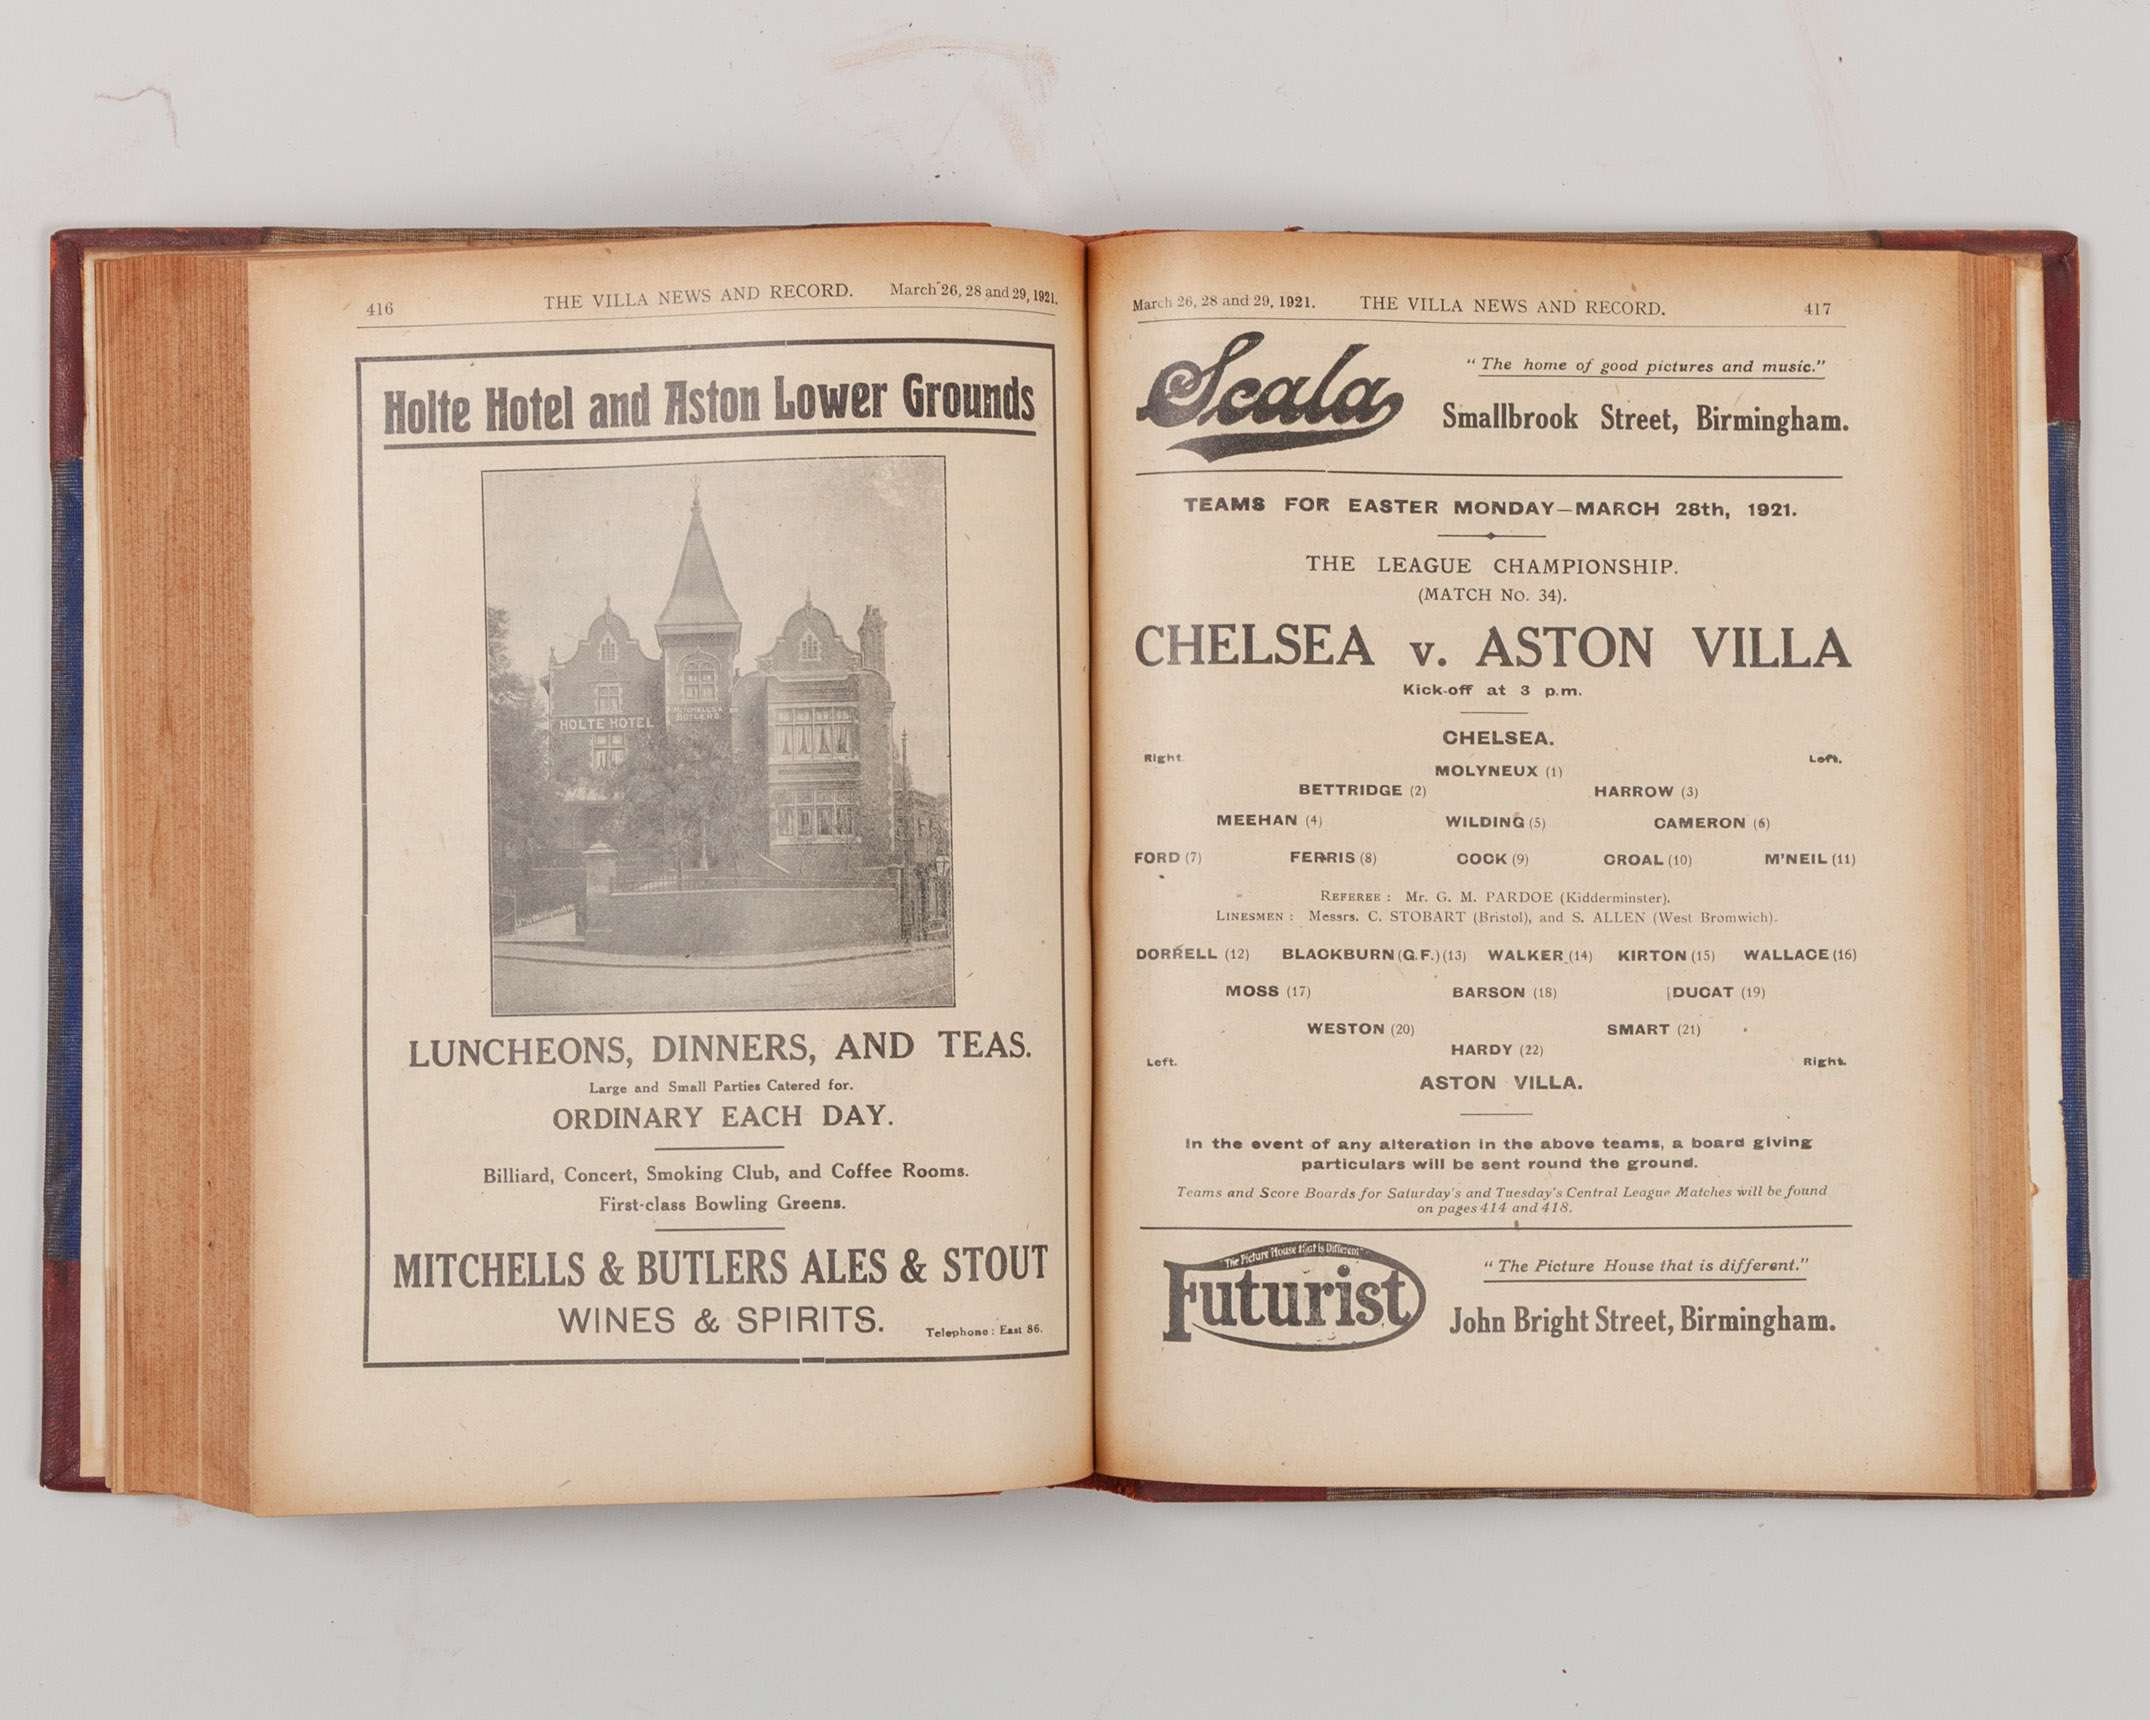 416 THE VILLA NEWS AND RECORD. March 26, 28 and 29, 1921.
Holte Hotel and Aston Lower Grounds
HOLTE HOTEL
MITCHELLS &
BUTLERS
LUNCHEONS, DINNERS, AND TEAS.
Large and Small Parties Catered for.
ORDINARY EACH DAY.
Billiard, Concert, Smoking Club, and Coffee Rooms.
First-class Bowling Greens.
MITCHELLS & BUTLERS ALES & STOUT
WINES & SPIRITS. Telephone: East 86.
March 26, 28 and 29, 1921. THE VILLA NEWS AND RECORD. 417
Scala
"The home of good pictures and music."
Smallbrook Street, Birmingham.
TEAMS FOR EASTER MONDAY—MARCH 28th, 1921.
THE LEAGUE CHAMPIONSHIP.
(MATCH No. 34).
CHELSEA v. ASTON VILLA
Kick-off at 3 p.m.
CHELSEA.
Right. Left.
MOLYNEUX (1)
BETTRIDGE (2) HARROW (3)
MEEHAN (4) WILDING (5) CAMERON (6)
FORD (7) FERRIS (8) COCK (9) CROAL (10) M'NEIL (11)
REFEREE: Mr. G. M. PARDOE (Kidderminster).
LINESMEN: Messrs. C. STOBART (Bristol), and S. ALLEN (West Bromwich).
DORRELL (12) BLACKBURN (G.F.) (13) WALKER (14) KIRTON (15) WALLACE (16)
MOSS (17) BARSON (18) DUCAT (19)
WESTON (20) SMART (21)
HARDY (22)
Left. Right.
ASTON VILLA.
In the event of any alteration in the above teams, a board giving
particulars will be sent round the ground.
Teams and Score Boards for Saturday's and Tuesday's Central League Matches will be found
on pages 414 and 418.
"The Picture House that is Different"
Futurist
"The Picture House that is different."
John Bright Street, Birmingham.